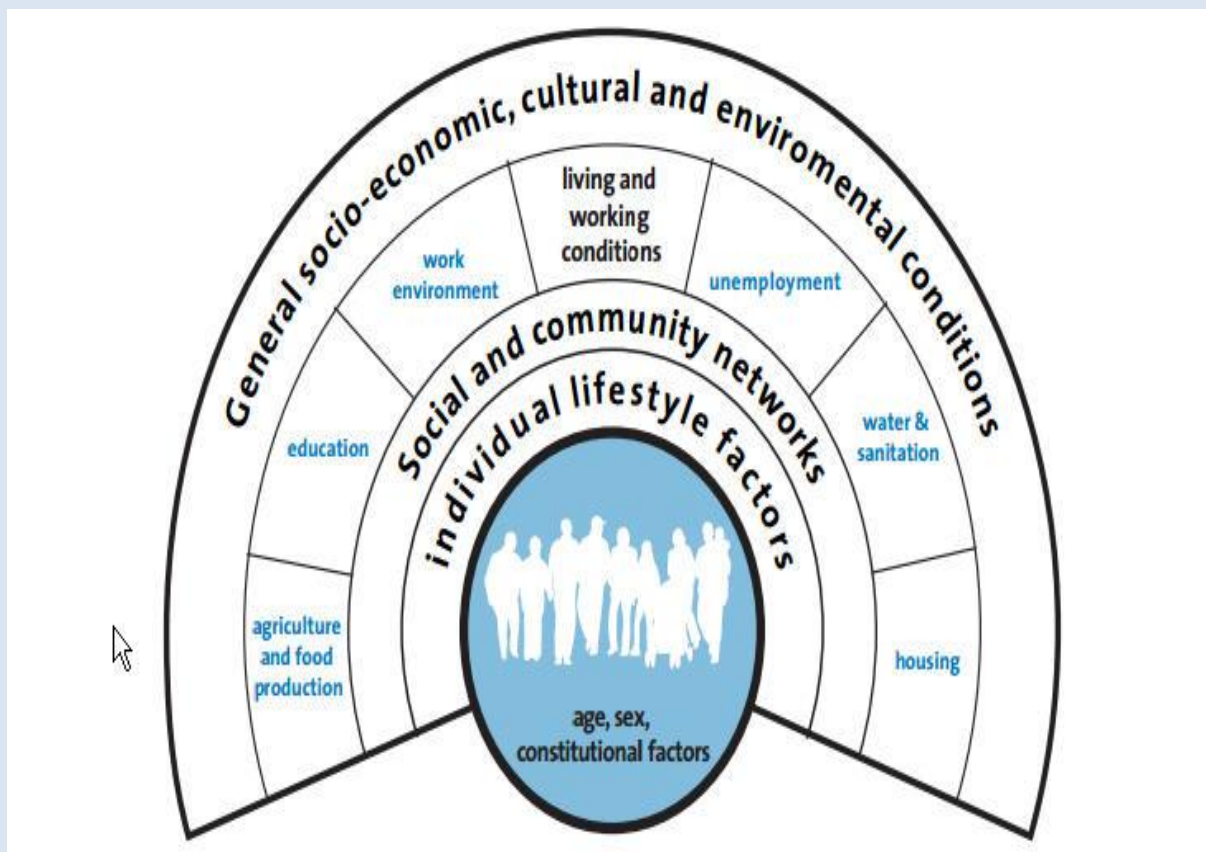 General socio-economic, cultural and enviromental conditions
living and
working
conditions
work
environment
unemployment
education
water &
sanitation
agriculture
and food
production
housing
Social and community networks
individual lifestyle factors
age, sex,
constitutional factors